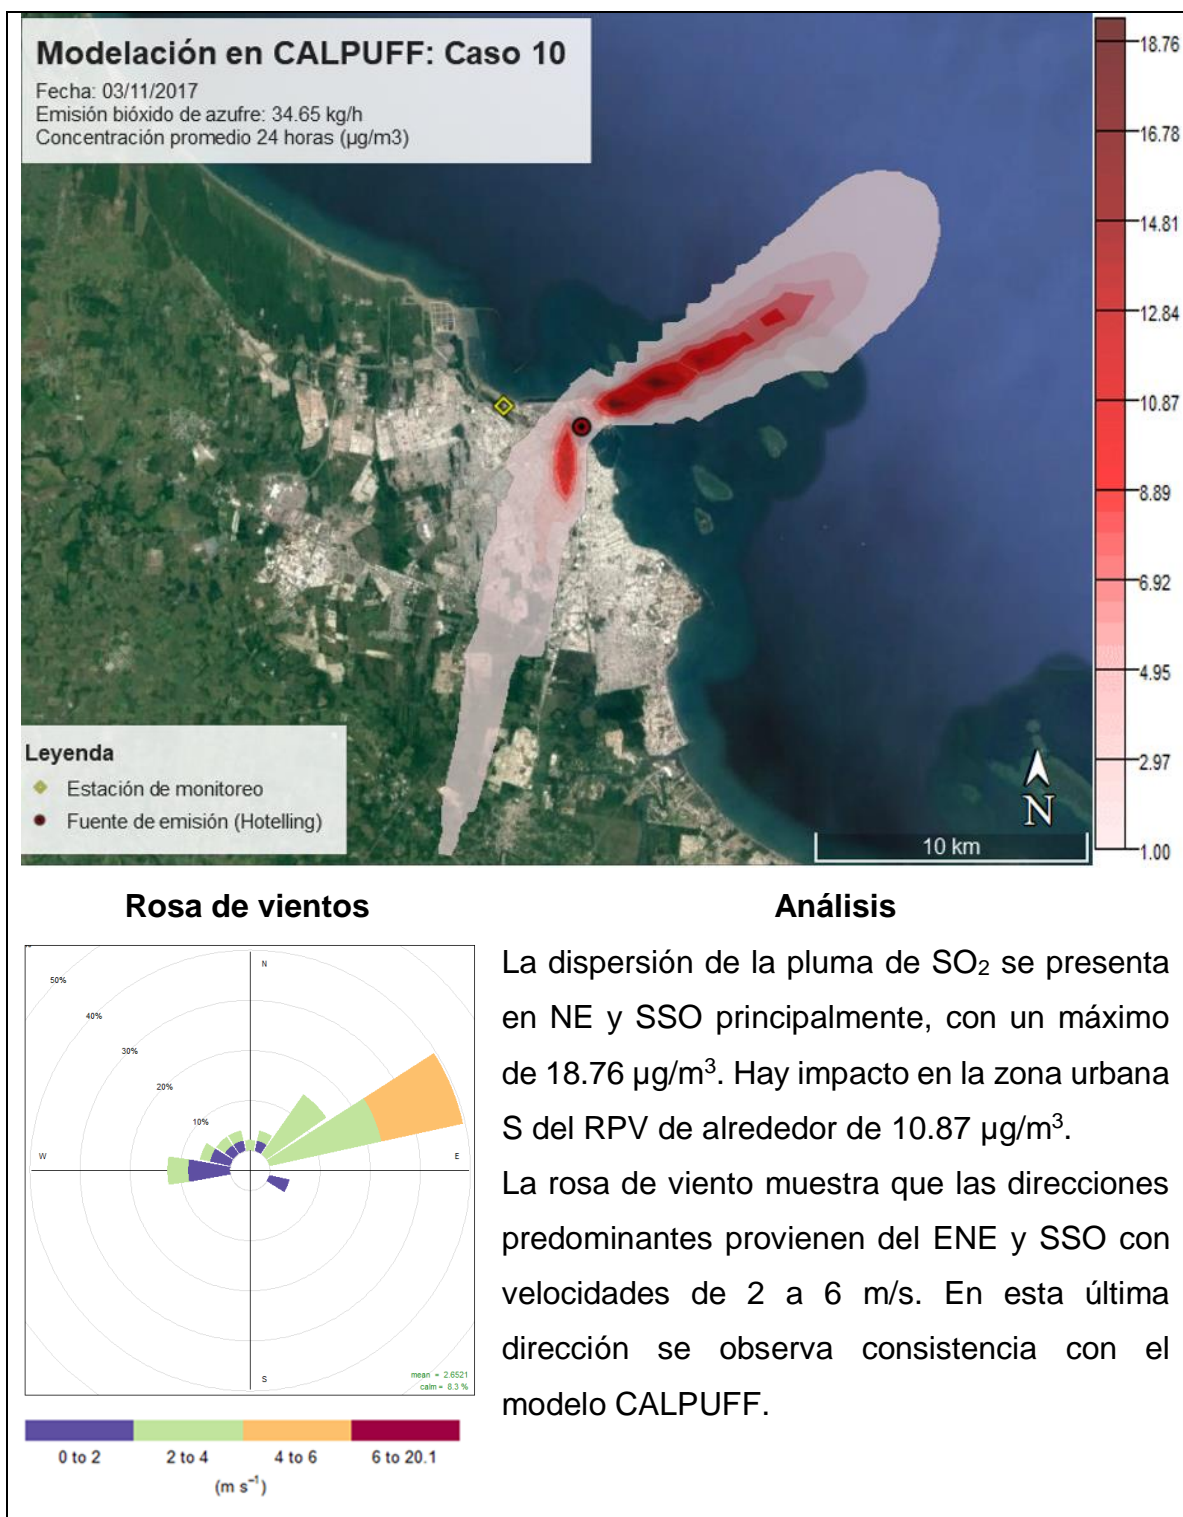 Modelación en CALPUFF: Caso 10
Fecha: 03/11/2017
Emisión bióxido de azufre: 34.65 kg/h
Concentración promedio 24 horas (µg/m3)
18.76
16.78
14.81
12.84
10.87
8.89
6.92
4.95
2.97
1.00
Leyenda
Estación de monitoreo
Fuente de emisión (Hotelling)
N
10 km
Rosa de vientos
50%
40%
30%
20%
10%
N
W
E
S
mean = 2.6521
calm = 8.3 %
0 to 2
2 to 4
4 to 6
6 to 20.1
(m s⁻¹)
Análisis
La dispersión de la pluma de SO₂ se presenta
en NE y SSO principalmente, con un máximo
de 18.76 µg/m³. Hay impacto en la zona urbana
S del RPV de alrededor de 10.87 µg/m³.
La rosa de viento muestra que las direcciones
predominantes provienen del ENE y SSO con
velocidades de 2 a 6 m/s. En esta última
dirección se observa consistencia con el
modelo CALPUFF.